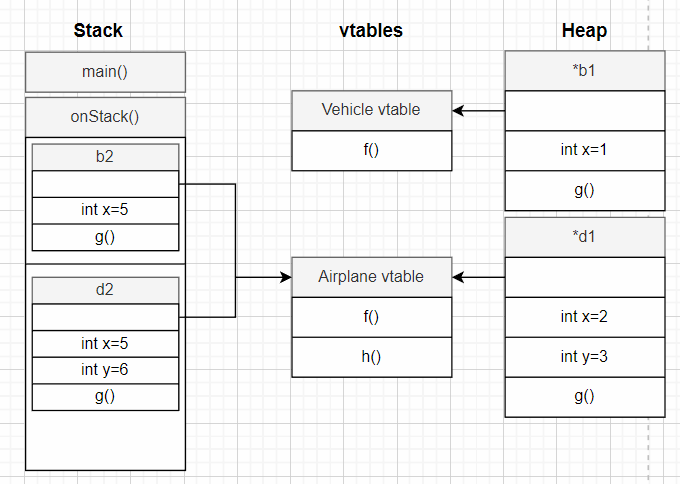 Stack
vtables
Heap
main()
onStack()
b2
int x=5
g()
d2
int x=5
int y=6
g()
Vehicle vtable
f()
Airplane vtable
f()
h()
*b1
int x=1
g()
*d1
int x=2
int y=3
g()